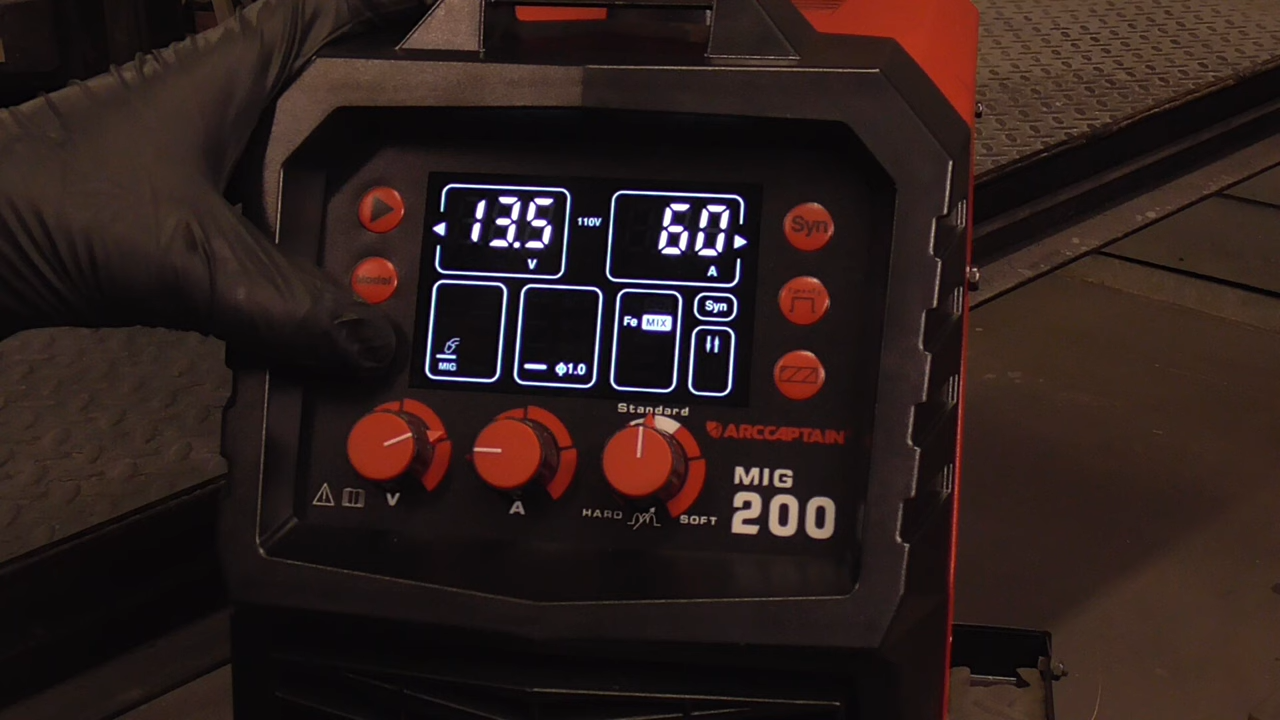 13.5
V
110V
60
A
Syn
Model
MIG
ϕ1.0
Fe MIX
Syn
Standard
ARCCAPTAIN
MIG
200
V
A
HARD
SOFT